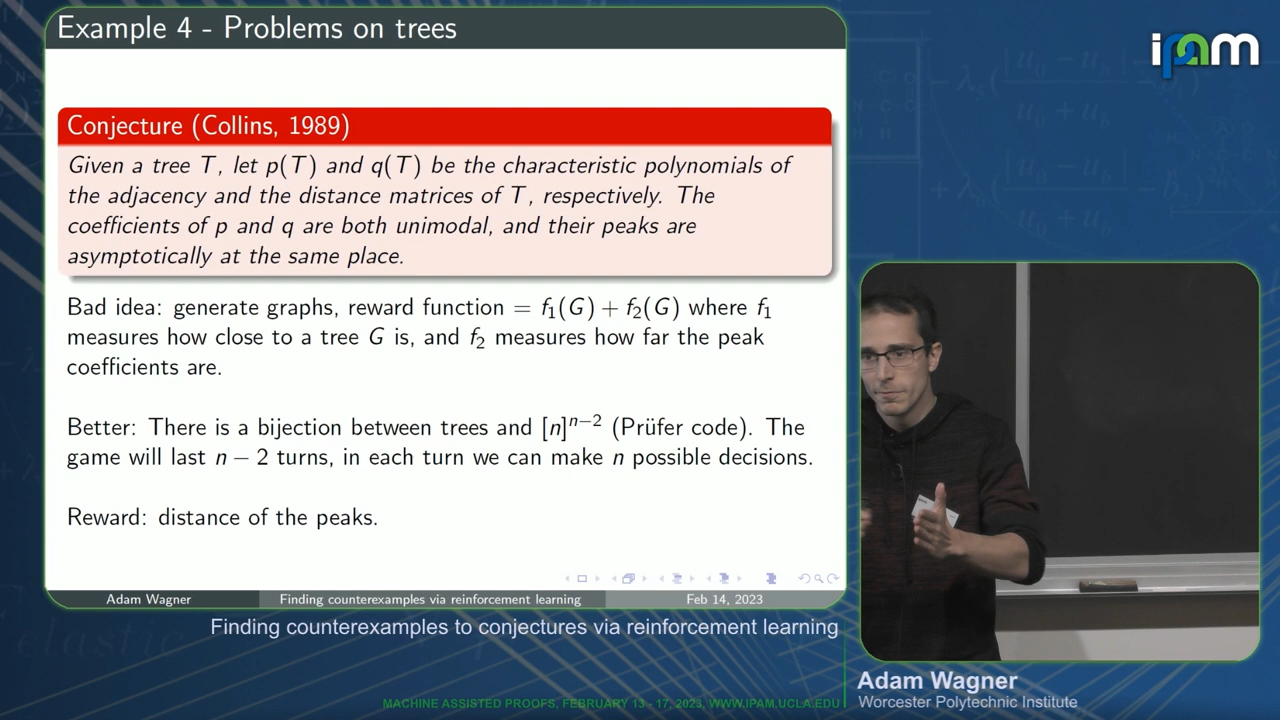 Example 4 - Problems on trees
ipam
Conjecture (Collins, 1989)
Given a tree T, let p(T) and q(T) be the characteristic polynomials of
the adjacency and the distance matrices of T, respectively. The
coefficients of p and q are both unimodal, and their peaks are
asymptotically at the same place.
Bad idea: generate graphs, reward function = f₁(G) + f₂(G) where f₁
measures how close to a tree G is, and f₂ measures how far the peak
coefficients are.
Better: There is a bijection between trees and [n]ⁿ⁻² (Prüfer code). The
game will last n − 2 turns, in each turn we can make n possible decisions.
Reward: distance of the peaks.
Adam Wagner
Finding counterexamples via reinforcement learning
Feb 14, 2023
Finding counterexamples to conjectures via reinforcement learning
Adam Wagner
Worcester Polytechnic Institute
MACHINE ASSISTED PROOFS, FEBRUARY 13 - 17, 2023, WWW.IPAM.UCLA.EDU